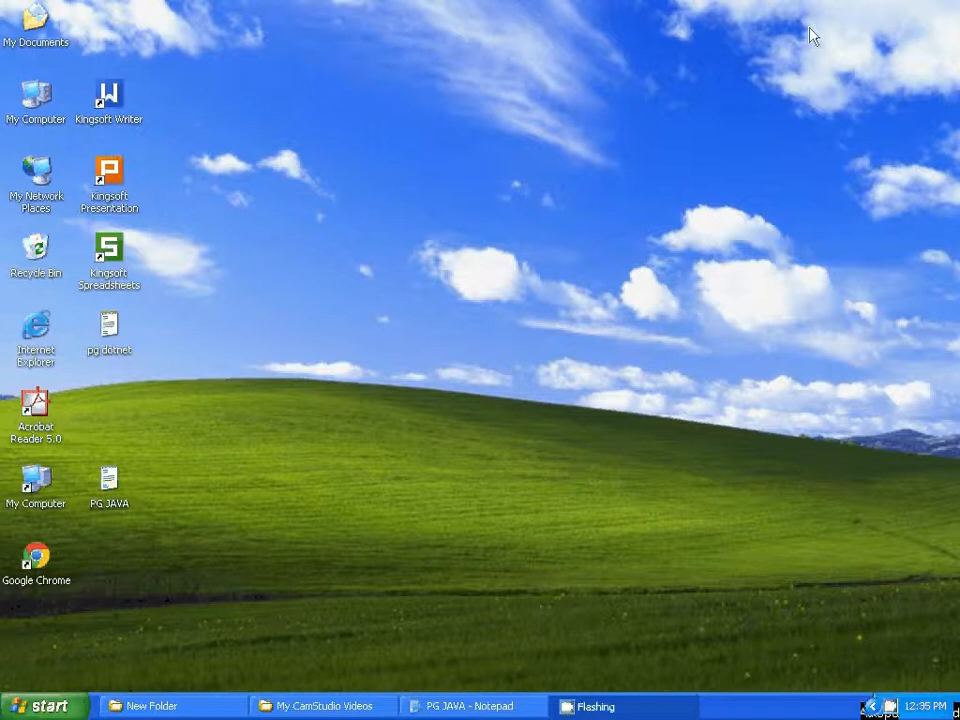 My Documents
My Computer
Kingsoft Writer
My Network
Places
Kingsoft
Presentation
Recycle Bin
Kingsoft
Spreadsheets
Internet
Explorer
pg dotnet
Acrobat
Reader 5.0
My Computer
PG JAVA
Google Chrome
start
New Folder
My CamStudio Videos
PG JAVA - Notepad
Flashing
12:35 PM